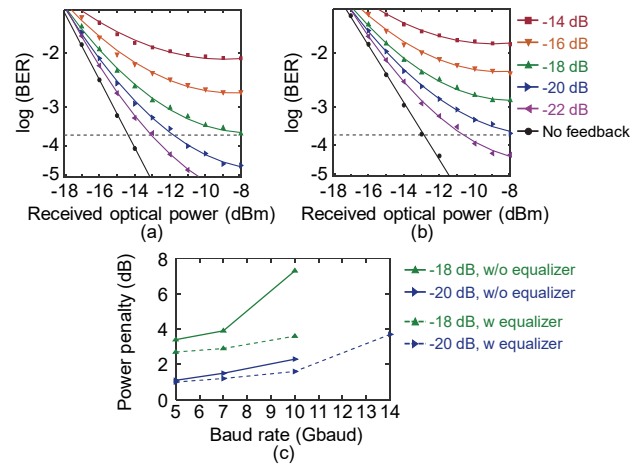 log (BER)
-2
-3
-4
-5
-18 -16 -14 -12 -10 -8
Received optical power (dBm)
(a)
log (BER)
-2
-3
-4
-5
-18 -16 -14 -12 -10 -8
Received optical power (dBm)
(b)
-14 dB
-16 dB
-18 dB
-20 dB
-22 dB
No feedback
Power penalty (dB)
8
6
4
2
0
5 6 7 8 9 10 11 12 13 14
Baud rate (Gbaud)
(c)
-18 dB, w/o equalizer
-20 dB, w/o equalizer
-18 dB, w equalizer
-20 dB, w equalizer